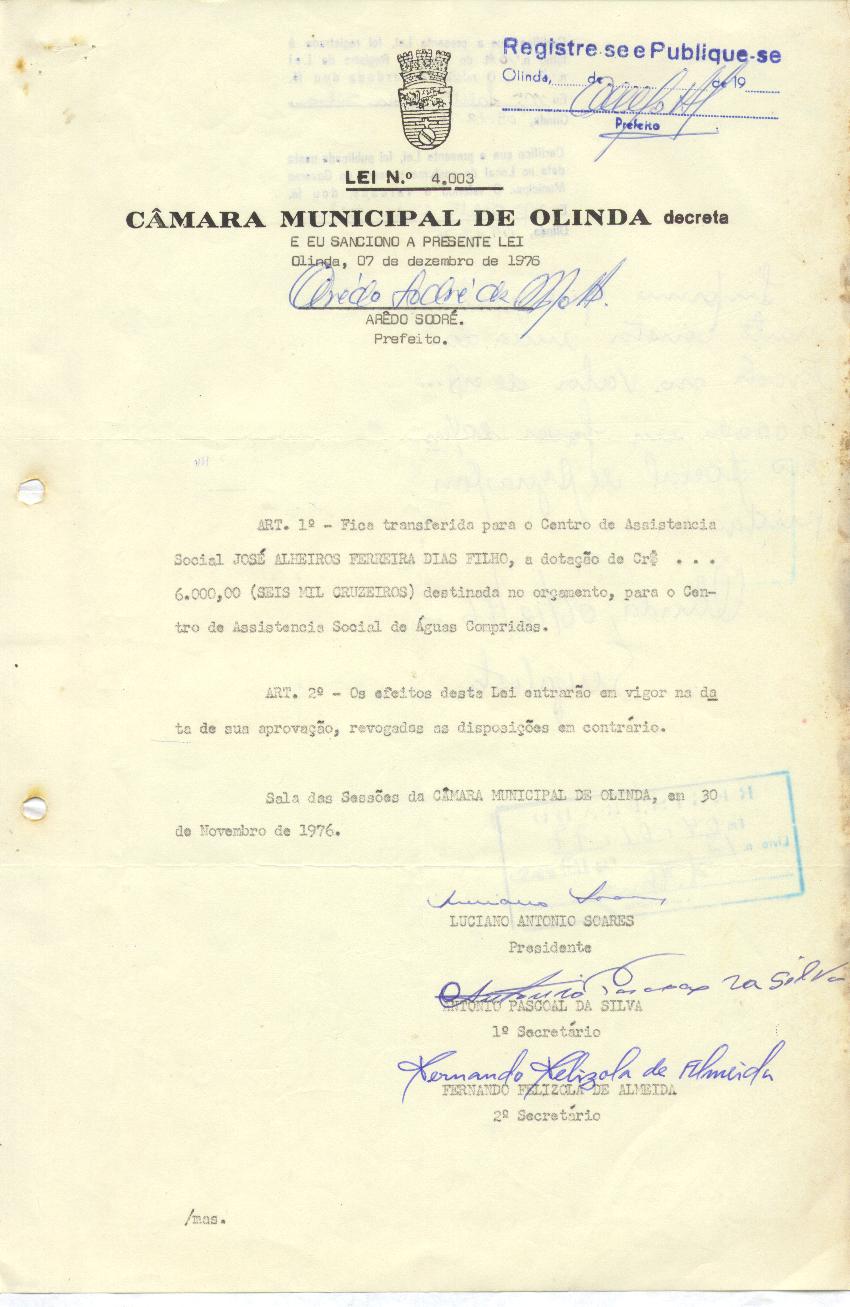 Registre se e Publique-se
Olinda, de de 19
Prefeito
LEI N.º 4.003
CÂMARA MUNICIPAL DE OLINDA decreta
E EU SANCIONO A PRESENTE LEI
Olinda, 07 de dezembro de 1976
Arêdo Sodré da Motta
ARÊDO SODRÉ.
Prefeito.
ART. 1º - Fica transferida para o Centro de Assistencia
Social JOSÉ ALHEIROS FERREIRA DIAS FILHO, a dotação de Cr$ . . .
6.000,00 (SEIS MIL CRUZEIROS) destinada no orçamento, para o Cen-
tro de Assistencia Social de Águas Compridas.
ART. 2º - Os efeitos desta Lei entrarão em vigor na da
ta de sua aprovação, revogadas as disposições em contrário.
Sala das Sessões da CÂMARA MUNICIPAL DE OLINDA, em 30
de Novembro de 1976.
Luciano Soares
LUCIANO ANTONIO SOARES
Presidente
Antonio Pascoal da Silva
ANTONIO PASCOAL DA SILVA
1º Secretário
Fernando Felizola de Almeida
FERNANDO FELIZOLA DE ALMEIDA
2º Secretário
/mas.